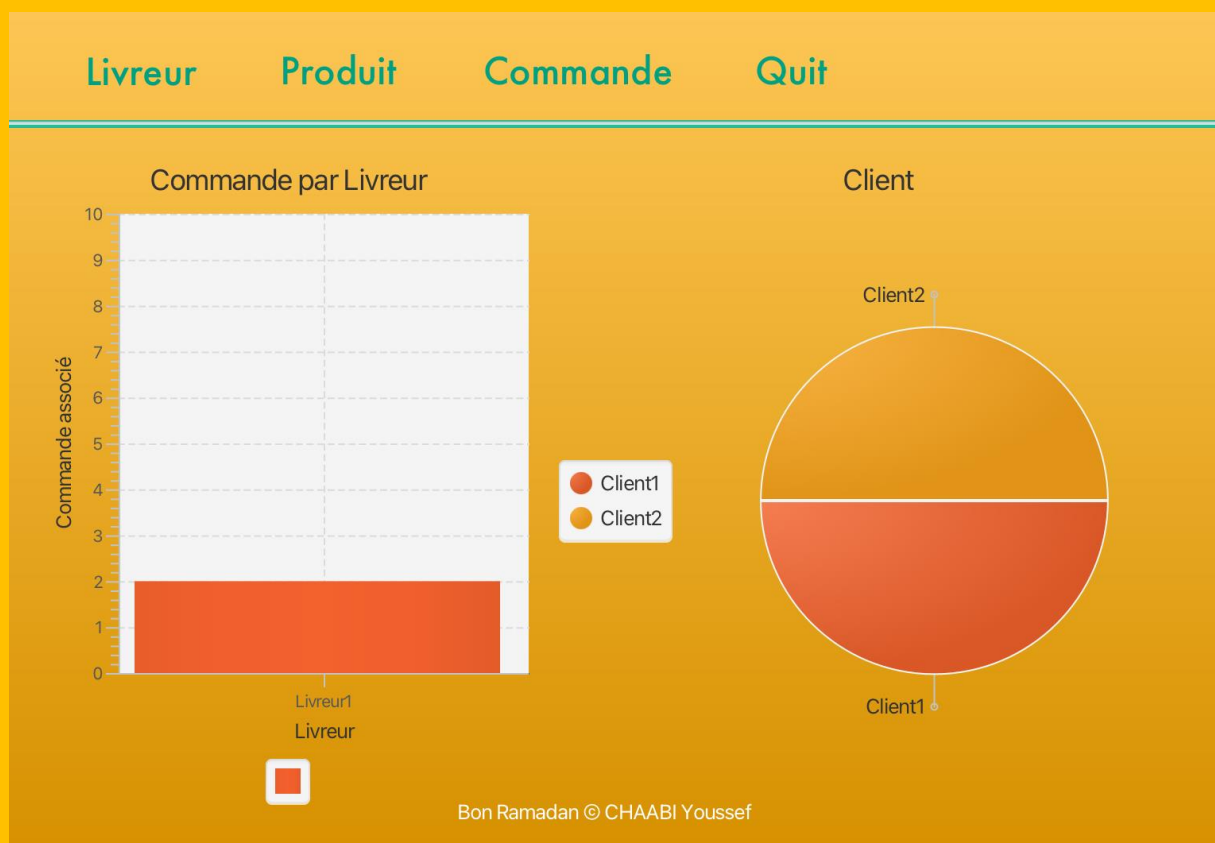 Livreur Produit Commande Quit
Commande par Livreur
Commande associé
10
9
8
7
6
5
4
3
2
1
0
Livreur1
Livreur
Client1
Client2
Client
Client2
Client1
Bon Ramadan © CHAABI Youssef